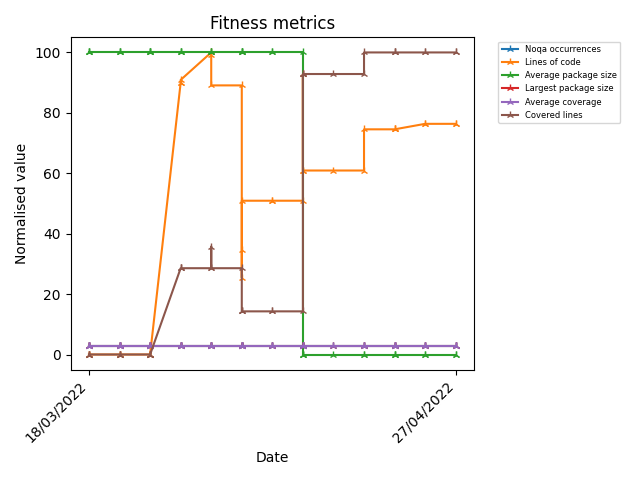 Fitness metrics
Normalised value
100
80
60
40
20
0
18/03/2022
27/04/2022
Date
Noqa occurrences
Lines of code
Average package size
Largest package size
Average coverage
Covered lines